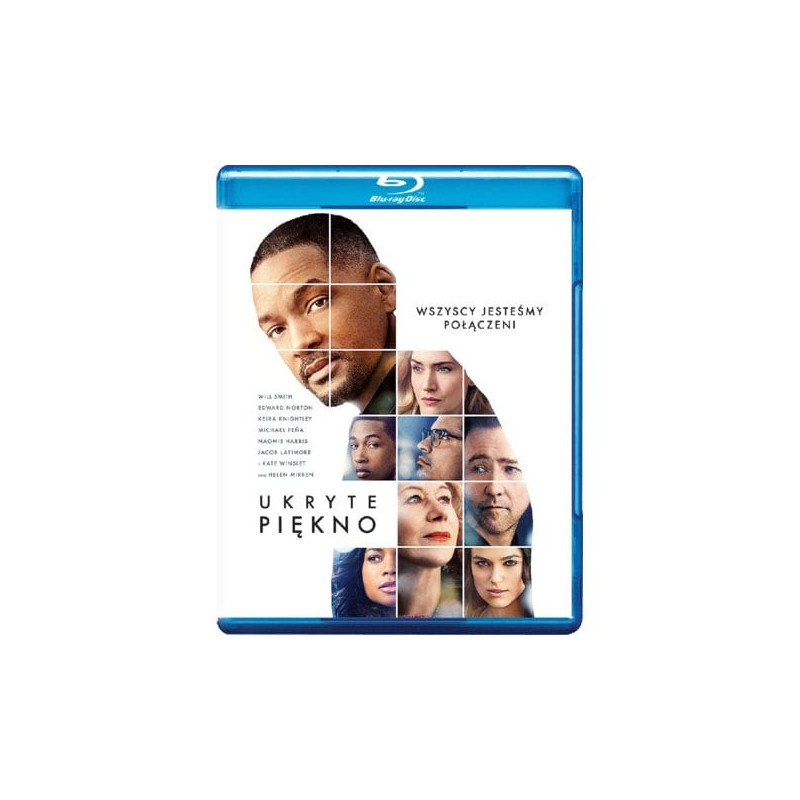 Blu-ray Disc
WSZYSCY JESTEŚMY
POŁĄCZENI
WILL SMITH
EDWARD NORTON
KEIRA KNIGHTLEY
MICHAEL PEÑA
NAOMIE HARRIS
JACOB LATIMORE
I KATE WINSLET
ORAZ HELEN MIRREN
UKRYTE
PIĘKNO